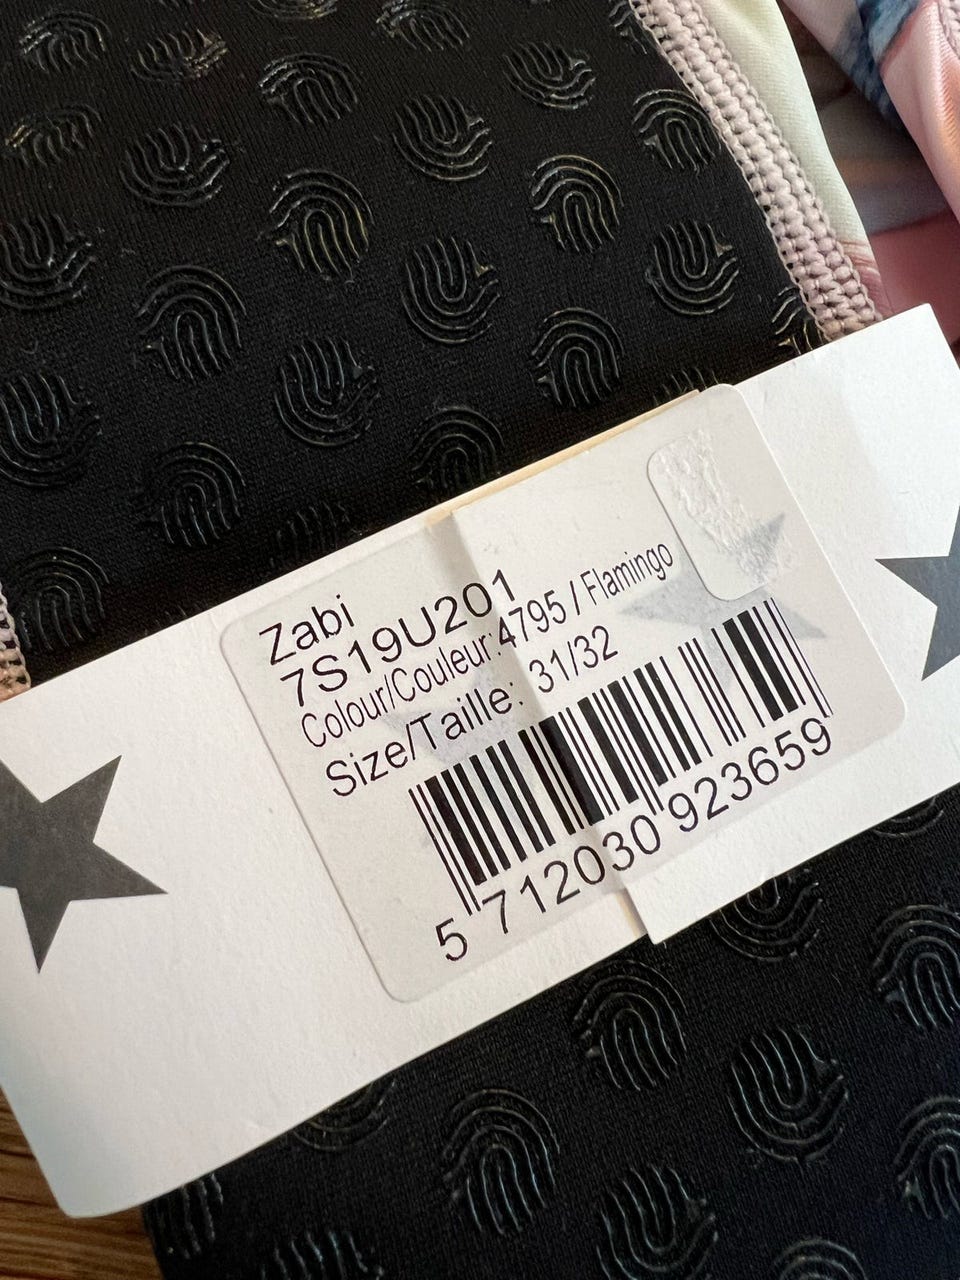 Zabi
7S19U201
Colour/Couleur:4795 / Flamingo
Size/Taille: 31/32
5 712030 923659